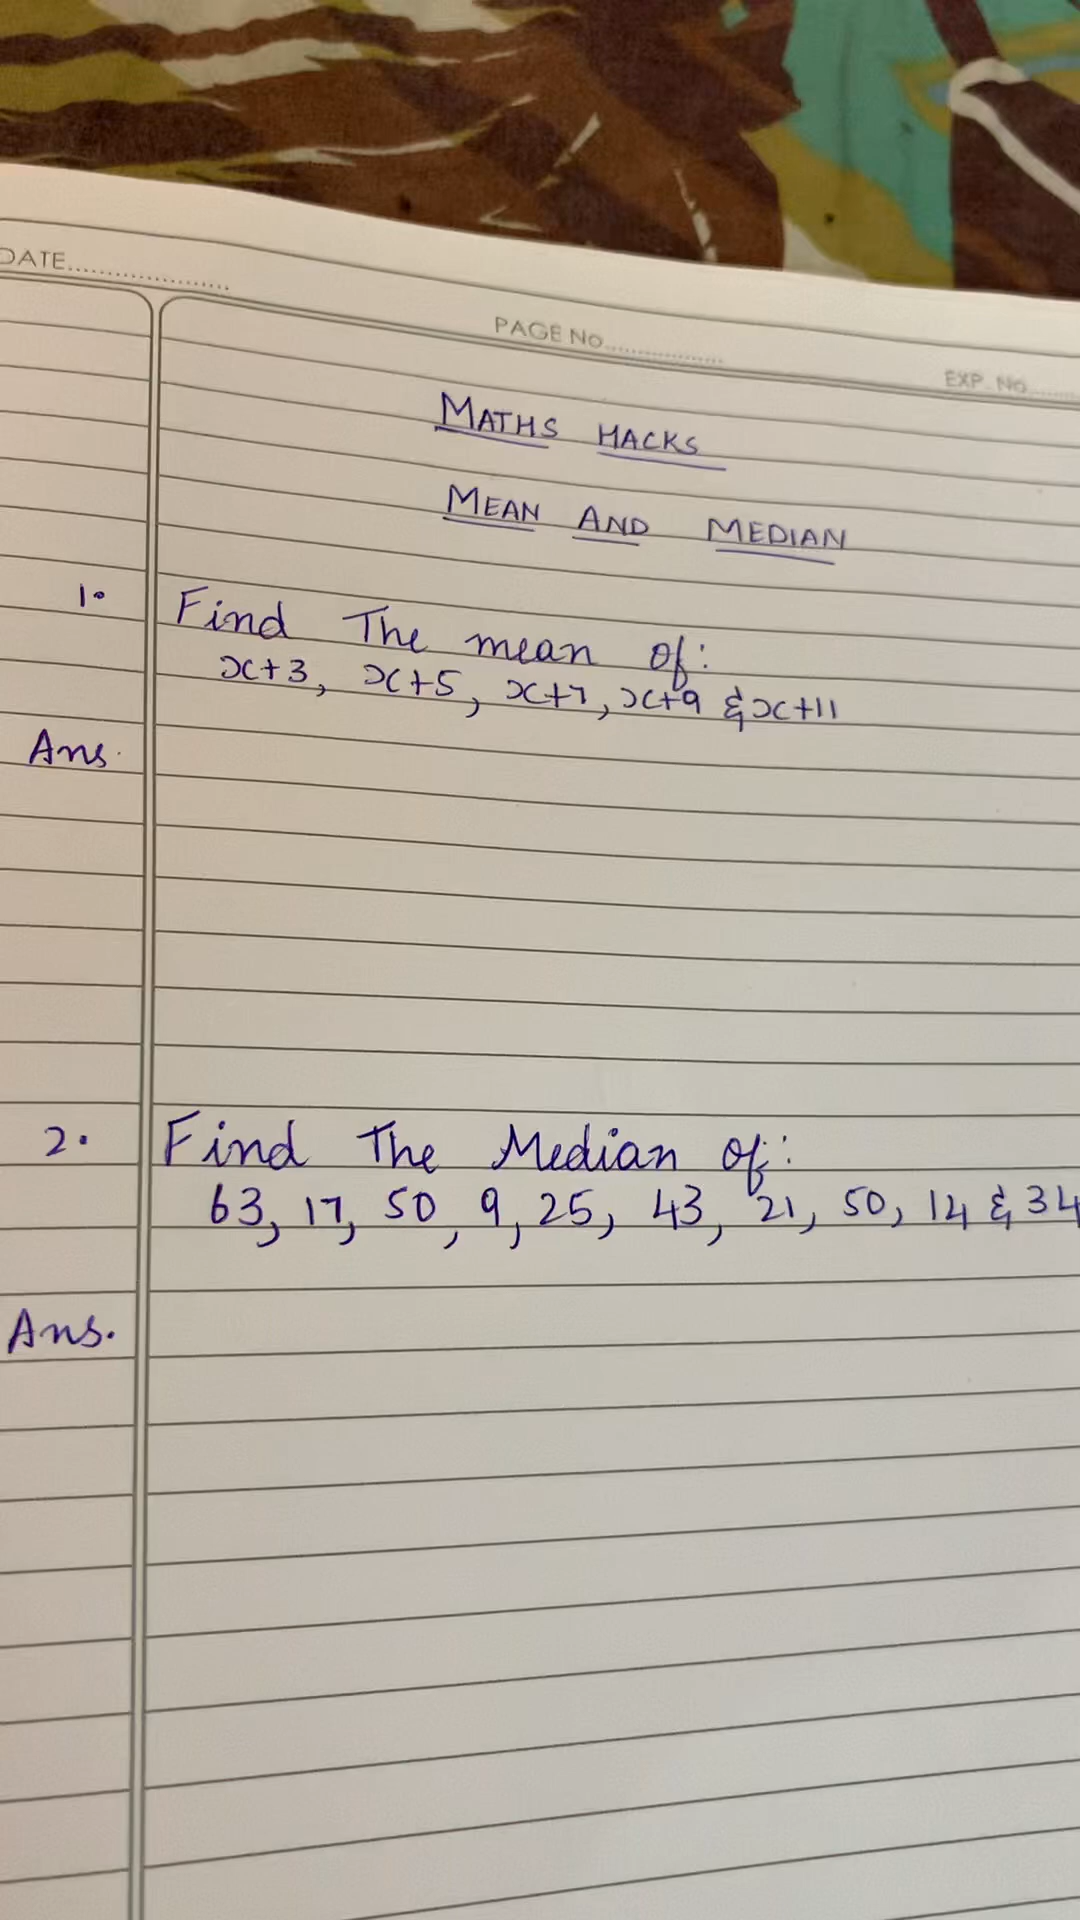 DATE....................
PAGE No..................
EXP. No.......
MATHS HACKS
MEAN AND MEDIAN
1. Find The mean of:
x+3, x+5, x+7, x+9 & x+11
Ans.
2. Find The Median of:
63, 17, 50, 9, 25, 43, 21, 50, 14 & 34
Ans.